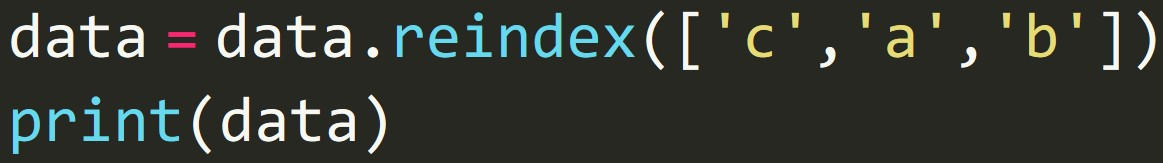 data = data.reindex(['c','a','b'])
print(data)